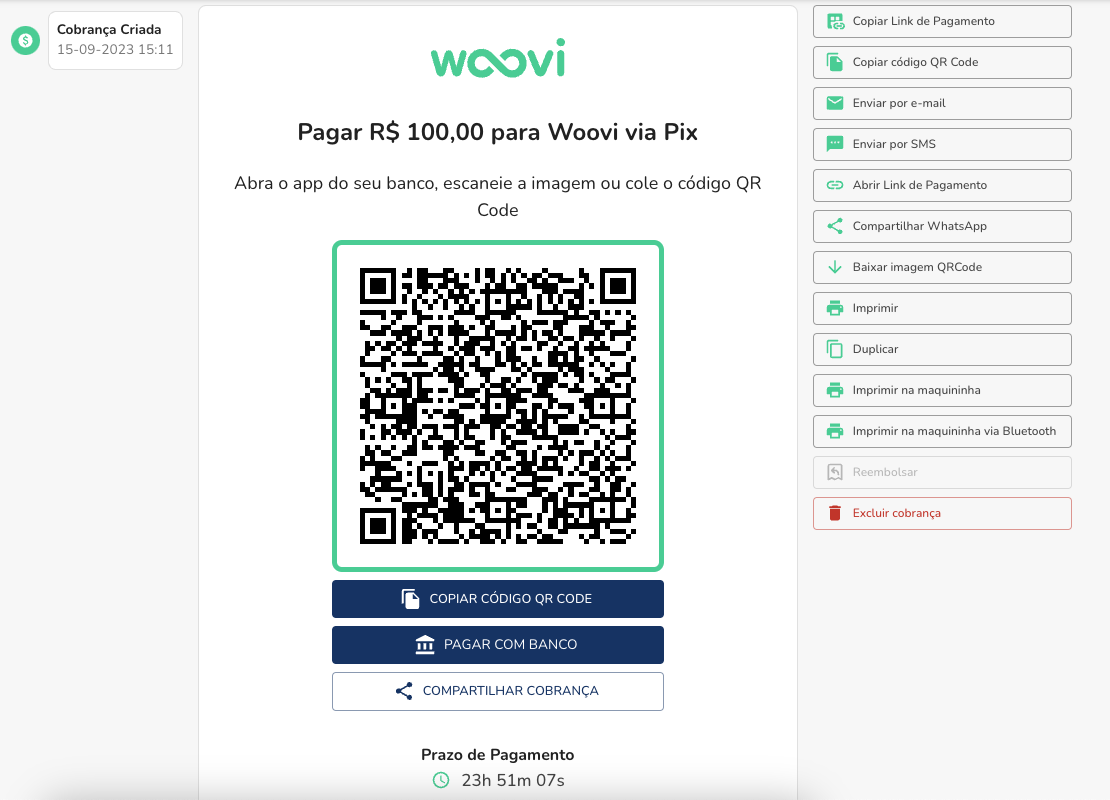 Cobrança Criada
15-09-2023 15:11
woovi
Pagar R$ 100,00 para Woovi via Pix
Abra o app do seu banco, escaneie a imagem ou cole o código QR
Code
COPIAR CÓDIGO QR CODE
PAGAR COM BANCO
COMPARTILHAR COBRANÇA
Prazo de Pagamento
23h 51m 07s
Copiar Link de Pagamento
Copiar código QR Code
Enviar por e-mail
Enviar por SMS
Abrir Link de Pagamento
Compartilhar WhatsApp
Baixar imagem QRCode
Imprimir
Duplicar
Imprimir na maquininha
Imprimir na maquininha via Bluetooth
Reembolsar
Excluir cobrança